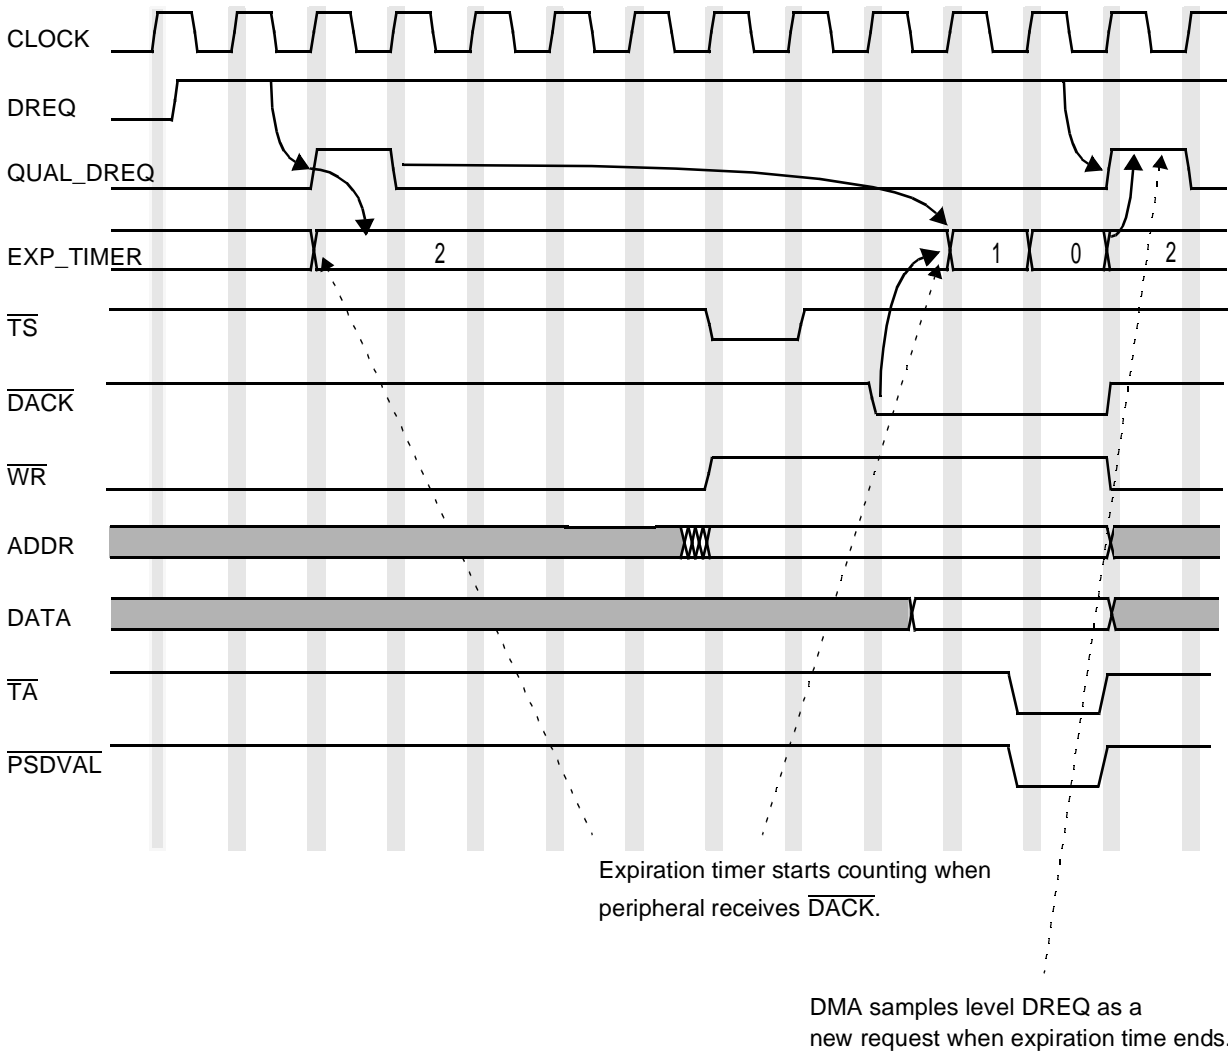 CLOCK
DREQ
QUAL_DREQ
EXP_TIMER 2 1 0 2
TS
DACK
WR
ADDR
DATA
TA
PSDVAL
Expiration timer starts counting when
peripheral receives DACK.
DMA samples level DREQ as a
new request when expiration time ends.